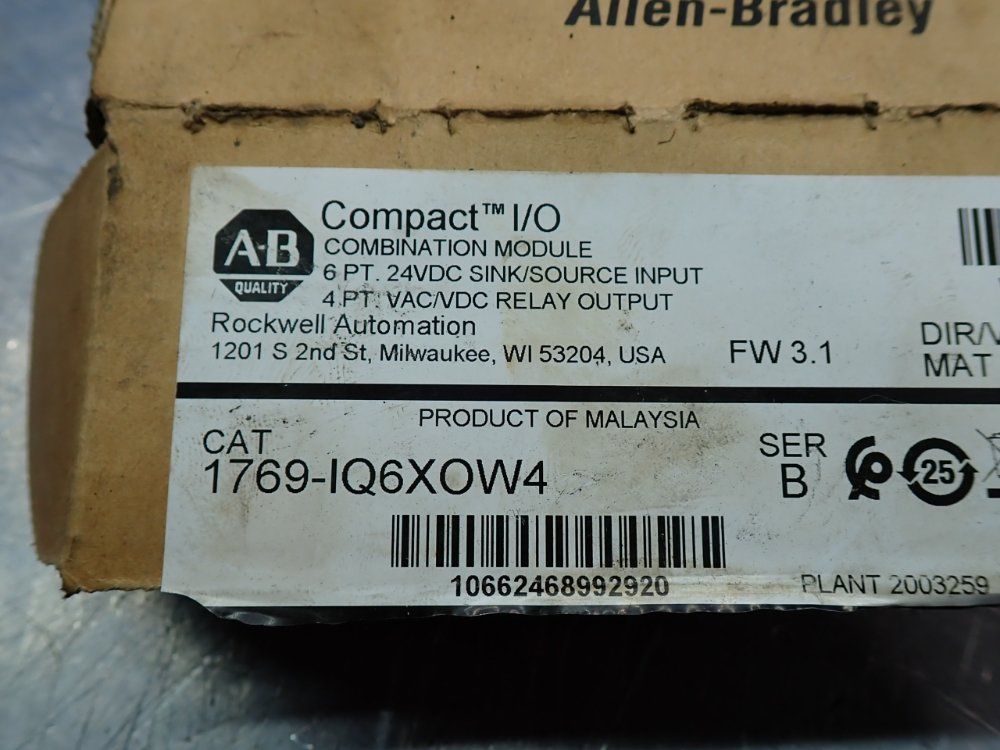 Allen-Bradley
A-B
QUALITY
Compact™ I/O
COMBINATION MODULE
6 PT. 24VDC SINK/SOURCE INPUT
4 PT. VAC/VDC RELAY OUTPUT
Rockwell Automation
1201 S 2nd St, Milwaukee, WI 53204, USA
FW 3.1
DIR/
MAT
PRODUCT OF MALAYSIA
CAT
1769-IQ6XOW4
SER
B
25
10662468992920
PLANT 2003259